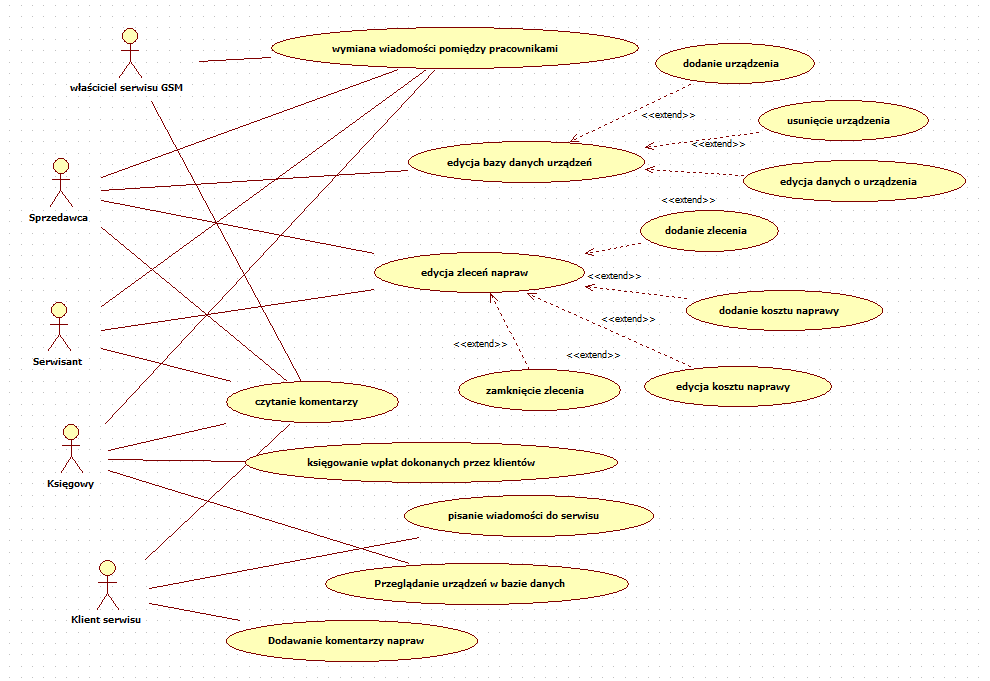 wymiana wiadomości pomiędzy pracownikami
dodanie urządzenia
właściciel serwisu GSM
<<extend>>
usunięcie urządzenia
<<extend>>
edycja bazy danych urządzeń
edycja danych o urządzenia
<<extend>>
Sprzedawca
dodanie zlecenia
edycja zleceń napraw
<<extend>>
dodanie kosztu naprawy
<<extend>>
<<extend>>
<<extend>>
Serwisant
edycja kosztu naprawy
zamknięcie zlecenia
czytanie komentarzy
księgowanie wpłat dokonanych przez klientów
Księgowy
pisanie wiadomości do serwisu
Przeglądanie urządzeń w bazie danych
Klient serwisu
Dodawanie komentarzy napraw